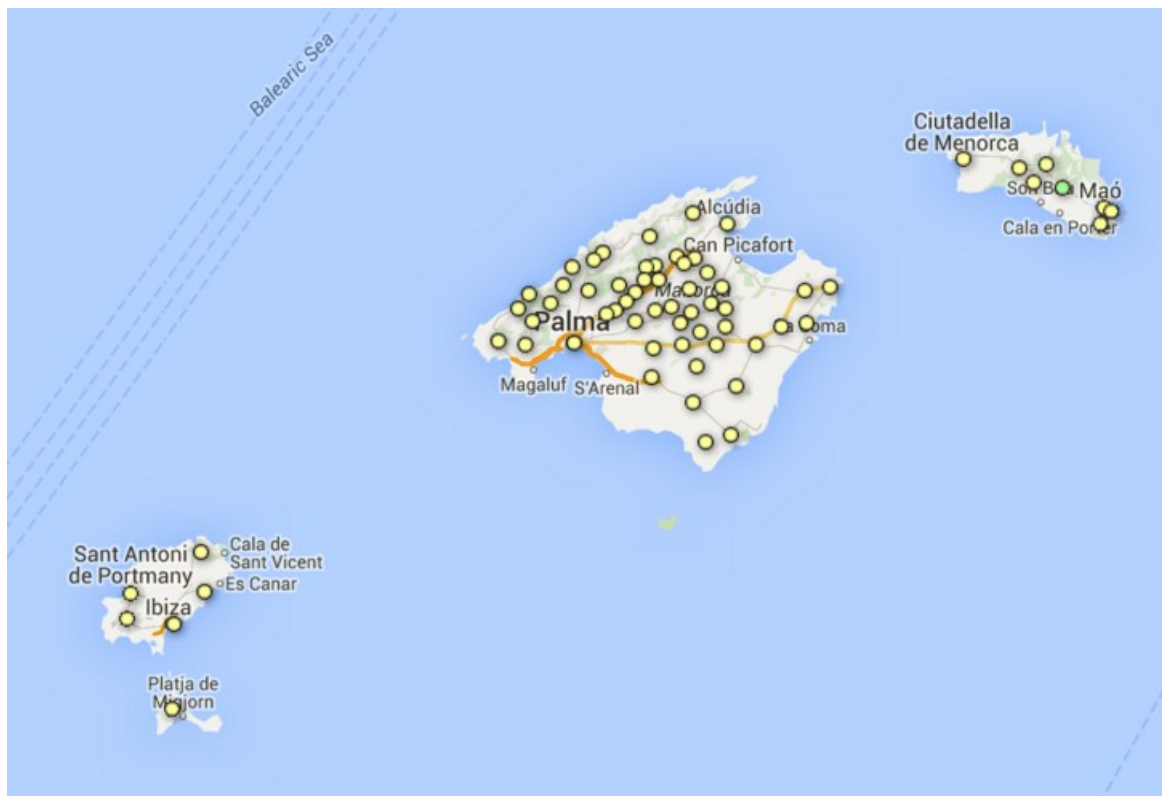 Balearic Sea
Ciutadella
de Menorca
Maó
Cala en Porter
Alcúdia
Can Picafort
Palma
Magaluf
S'Arenal
Sant Antoni
de Portmany
Cala de
Sant Vicent
Es Canar
Ibiza
Platja de
Migjorn